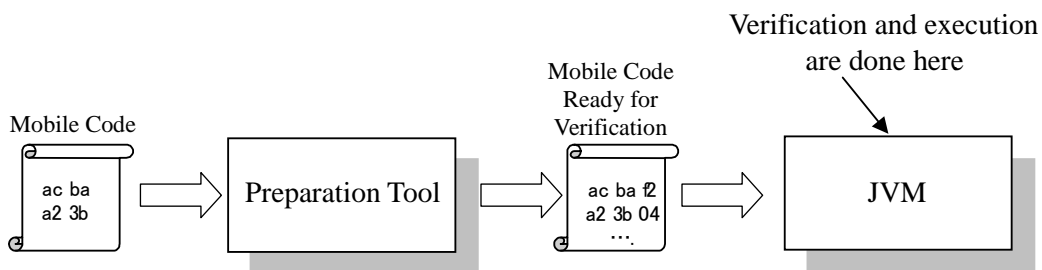 Verification and execution
are done here
Mobile Code
Ready for
Verification
Mobile Code
ac ba
a2 3b
Preparation Tool
ac ba f2
a2 3b 04
....
JVM